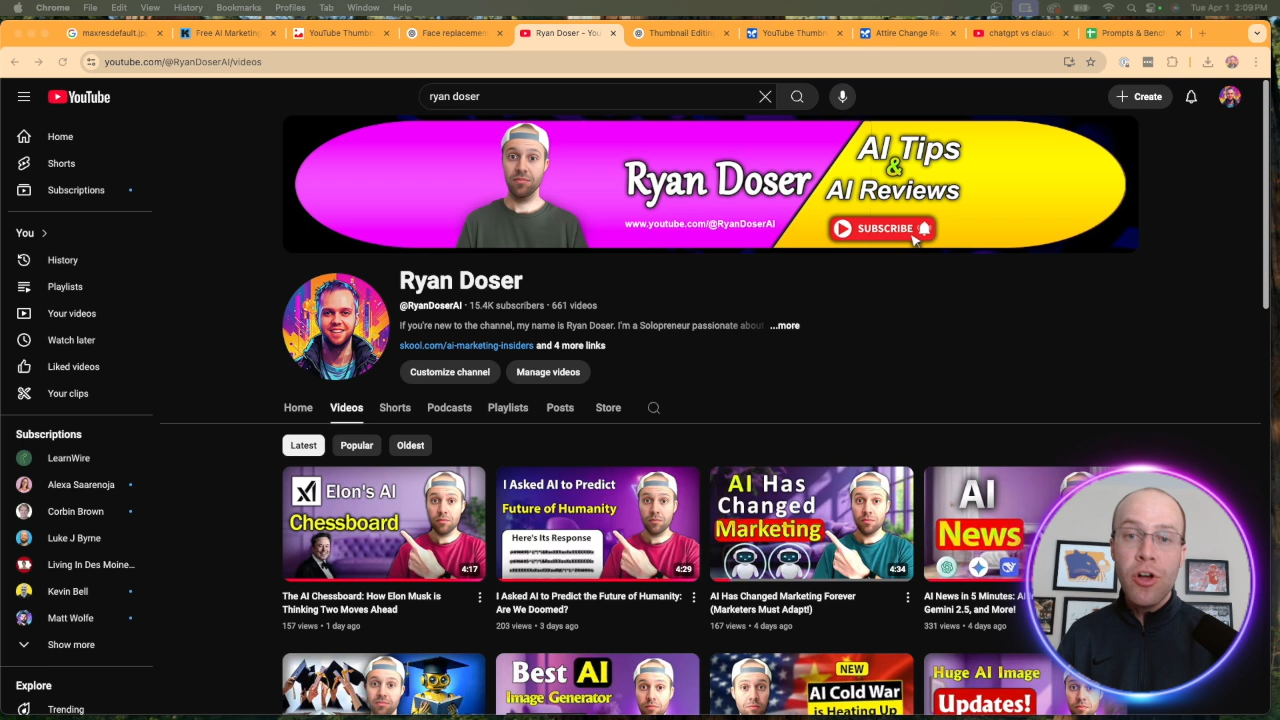 Chrome File Edit View History Bookmarks Profiles Tab Window Help Tue Apr 1 2:09 PM
maxresdefault.jp
Free AI Marketing
YouTube Thumb
Face replaceme
Ryan Doser - You
Thumbnail Editin
YouTube Thumb
Attire Change Re
chatgpt vs claud
Prompts & Bench
youtube.com/@RyanDoserAI/videos
YouTube
ryan doser
Create
Home
Shorts
Subscriptions
You
History
Playlists
Your videos
Watch later
Liked videos
Your clips
Subscriptions
LearnWire
Alexa Saarenoja
Corbin Brown
Luke J Byrne
Living In Des Moine...
Kevin Bell
Matt Wolfe
Show more
Explore
Trending
Ryan Doser
www.youtube.com/@RyanDoserAI
AI Tips
&
AI Reviews
SUBSCRIBE
Ryan Doser
@RyanDoserAI · 15.4K subscribers · 661 videos
If you're new to the channel, my name is Ryan Doser. I'm a Solopreneur passionate about ...more
skool.com/ai-marketing-insiders and 4 more links
Customize channel
Manage videos
Home Videos Shorts Podcasts Playlists Posts Store
Latest Popular Oldest
xI Elon's AI
Chessboard
4:17
The AI Chessboard: How Elon Musk is
Thinking Two Moves Ahead
157 views · 1 day ago
I Asked AI to Predict
Future of Humanity
Here's Its Response
4:29
I Asked AI to Predict the Future of Humanity:
Are We Doomed?
203 views · 3 days ago
AI Has
Changed
Marketing
4:34
AI Has Changed Marketing Forever
(Marketers Must Adapt!)
167 views · 4 days ago
AI
News
AI News in 5 Minutes:
Gemini 2.5, and More!
331 views · 4 days ago
Best AI
Image Generator
NEW
AI Cold War
is Heating Up
Huge AI Image
Updates!